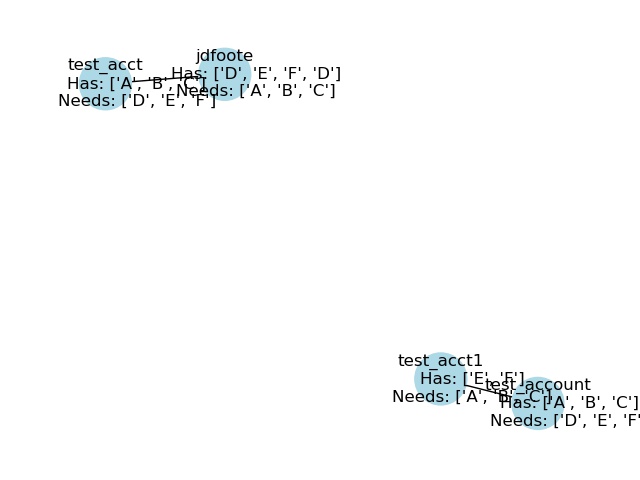 test_acct
Has: ['A', 'B', 'C']
Needs: ['D', 'E', 'F']
jdfoote
Has: ['D', 'E', 'F', 'D']
Needs: ['A', 'B', 'C']
test_acct1
Has: ['E', 'F']
Needs: ['A', 'B', 'C']
test_account
Has: ['A', 'B', 'C']
Needs: ['D', 'E', 'F'